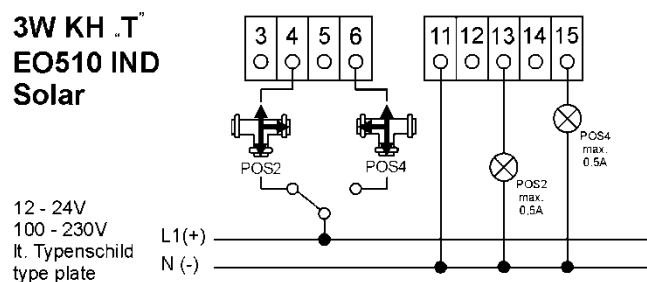 3W KH „T"
EO510 IND
Solar
3 4 5 6
11 12 13 14 15
POS2
POS4
POS4
max.
0.5A
POS2
max.
0.5A
12 - 24V
100 - 230V
lt. Typenschild
type plate
L1(+)
N (-)